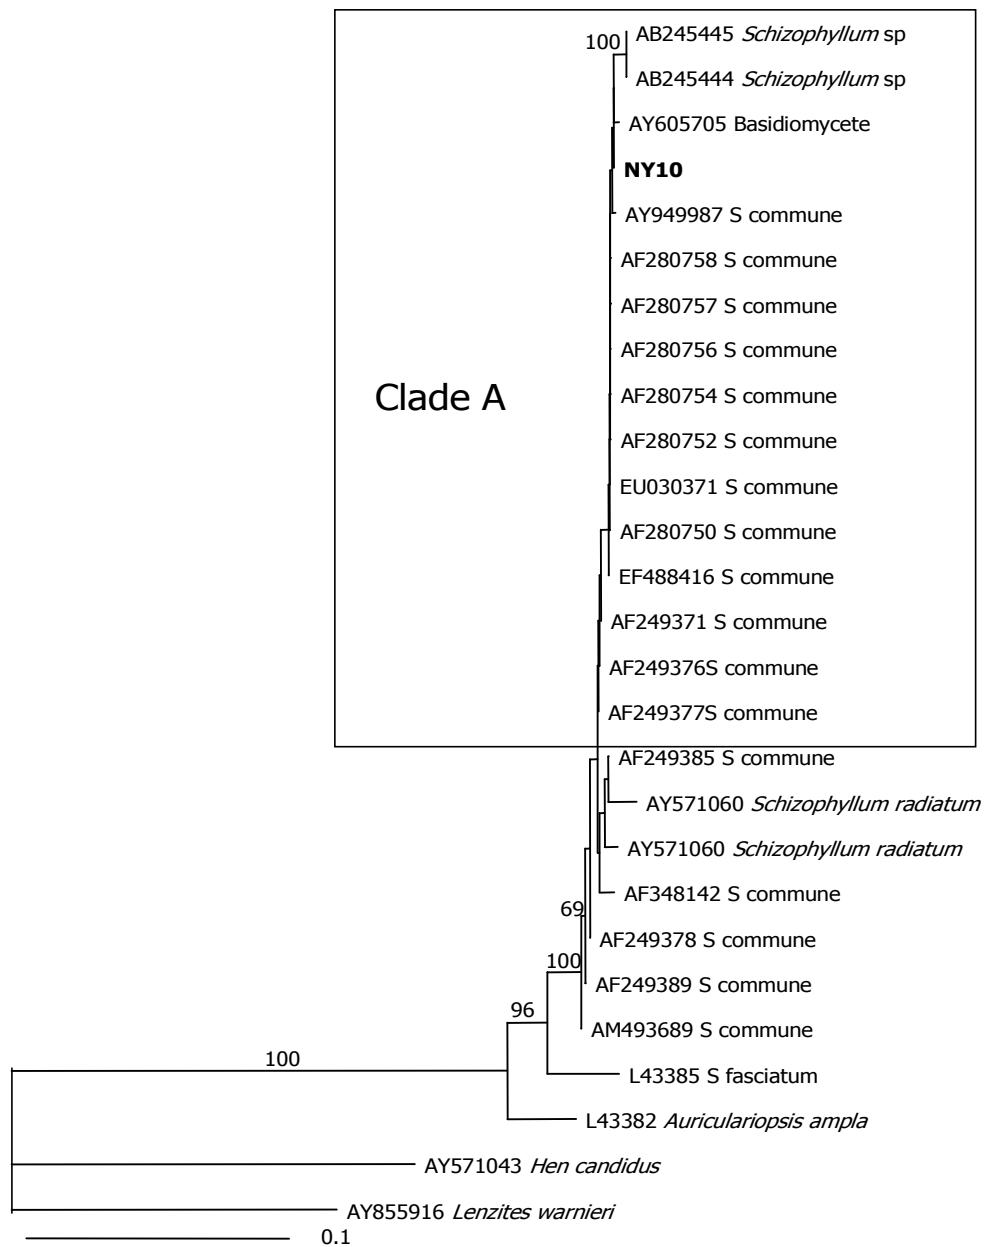 100
AB245445 Schizophyllum sp
AB245444 Schizophyllum sp
AY605705 Basidiomycete
NY10
AY949987 S commune
AF280758 S commune
AF280757 S commune
AF280756 S commune
Clade A
AF280754 S commune
AF280752 S commune
EU030371 S commune
AF280750 S commune
EF488416 S commune
AF249371 S commune
AF249376S commune
AF249377S commune
AF249385 S commune
AY571060 Schizophyllum radiatum
AY571060 Schizophyllum radiatum
AF348142 S commune
69
AF249378 S commune
100
AF249389 S commune
96
AM493689 S commune
100
L43385 S fasciatum
L43382 Auriculariopsis ampla
AY571043 Hen candidus
AY855916 Lenzites warnieri
0.1